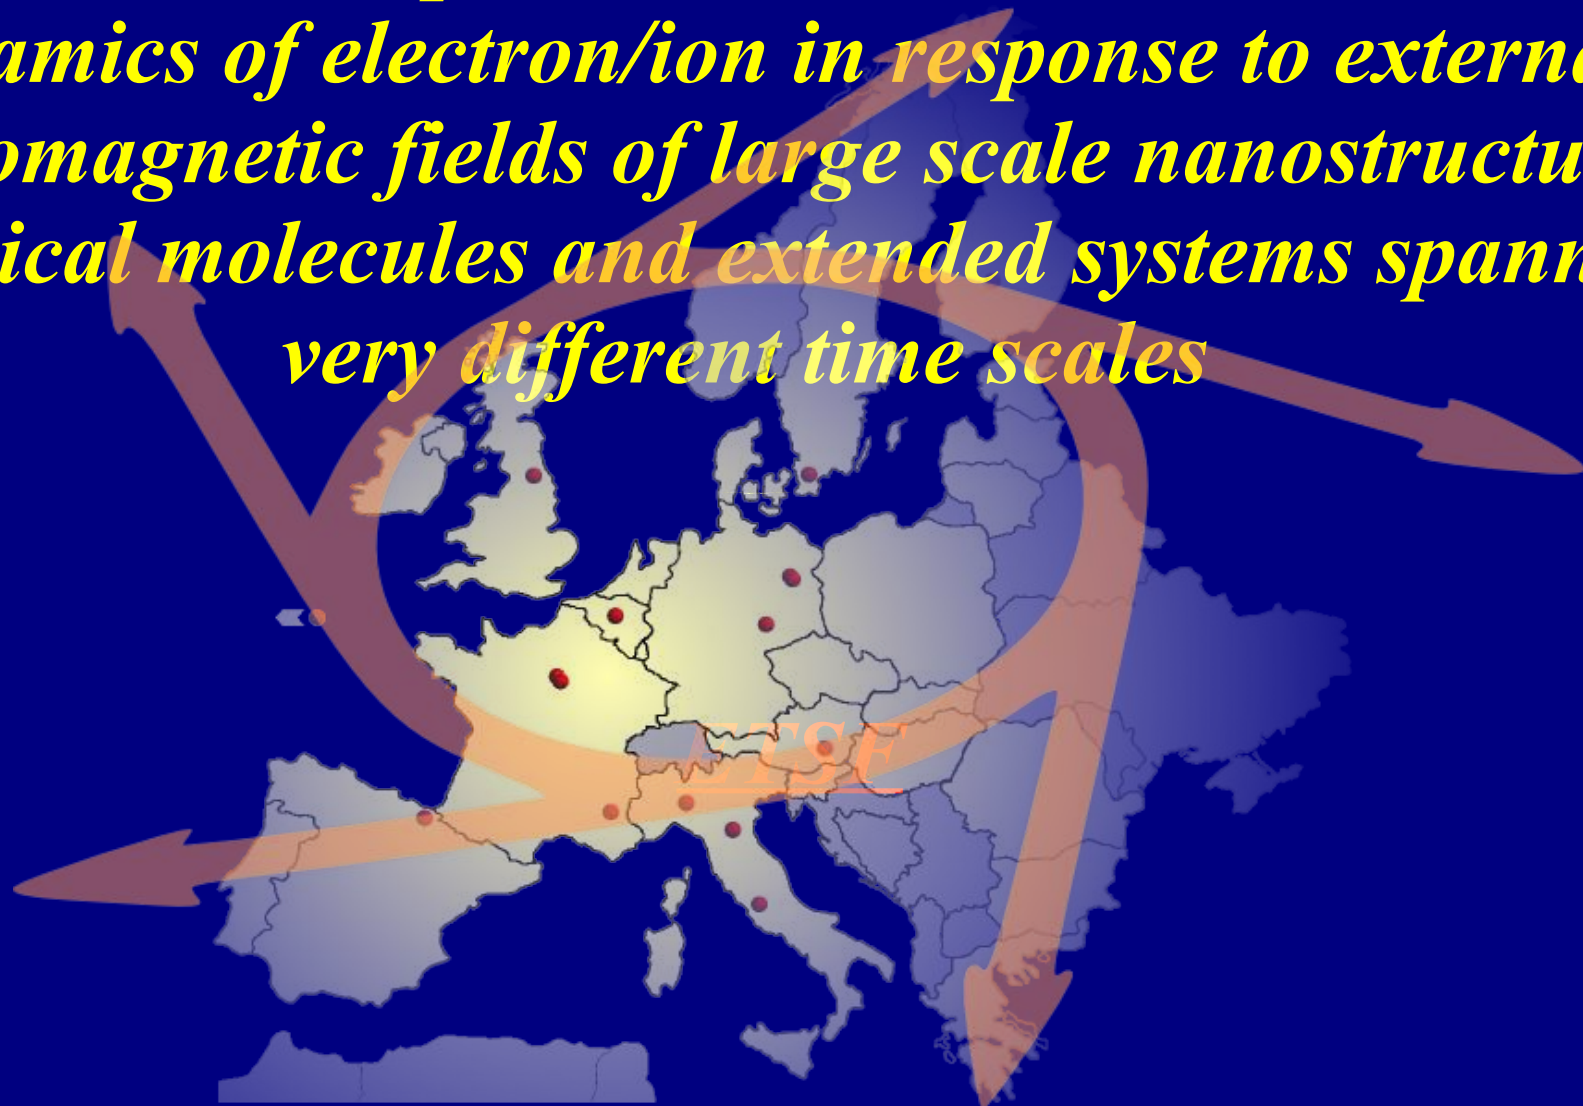 amics of electron/ion in response to extern
omagnetic fields of large scale nanostructu
ical molecules and extended systems spann
very different time scales
ETSF